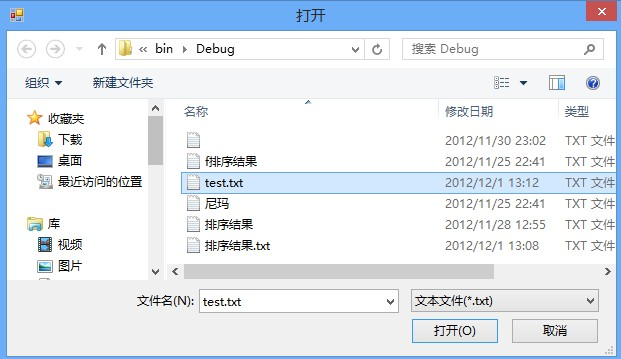 打开
« bin Debug
搜索 Debug
组织 新建文件夹
名称 修改日期 类型
收藏夹
下载
桌面
最近访问的位置
库
视频
图片
2012/11/30 23:02 TXT 文件
f排序结果 2012/11/25 22:41 TXT 文件
test.txt 2012/12/1 13:12 TXT 文件
尼玛 2012/11/25 22:41 TXT 文件
排序结果 2012/11/28 12:55 TXT 文件
排序结果.txt 2012/12/1 13:08 TXT 文件
文件名(N): test.txt 文本文件(*.txt)
打开(O) 取消